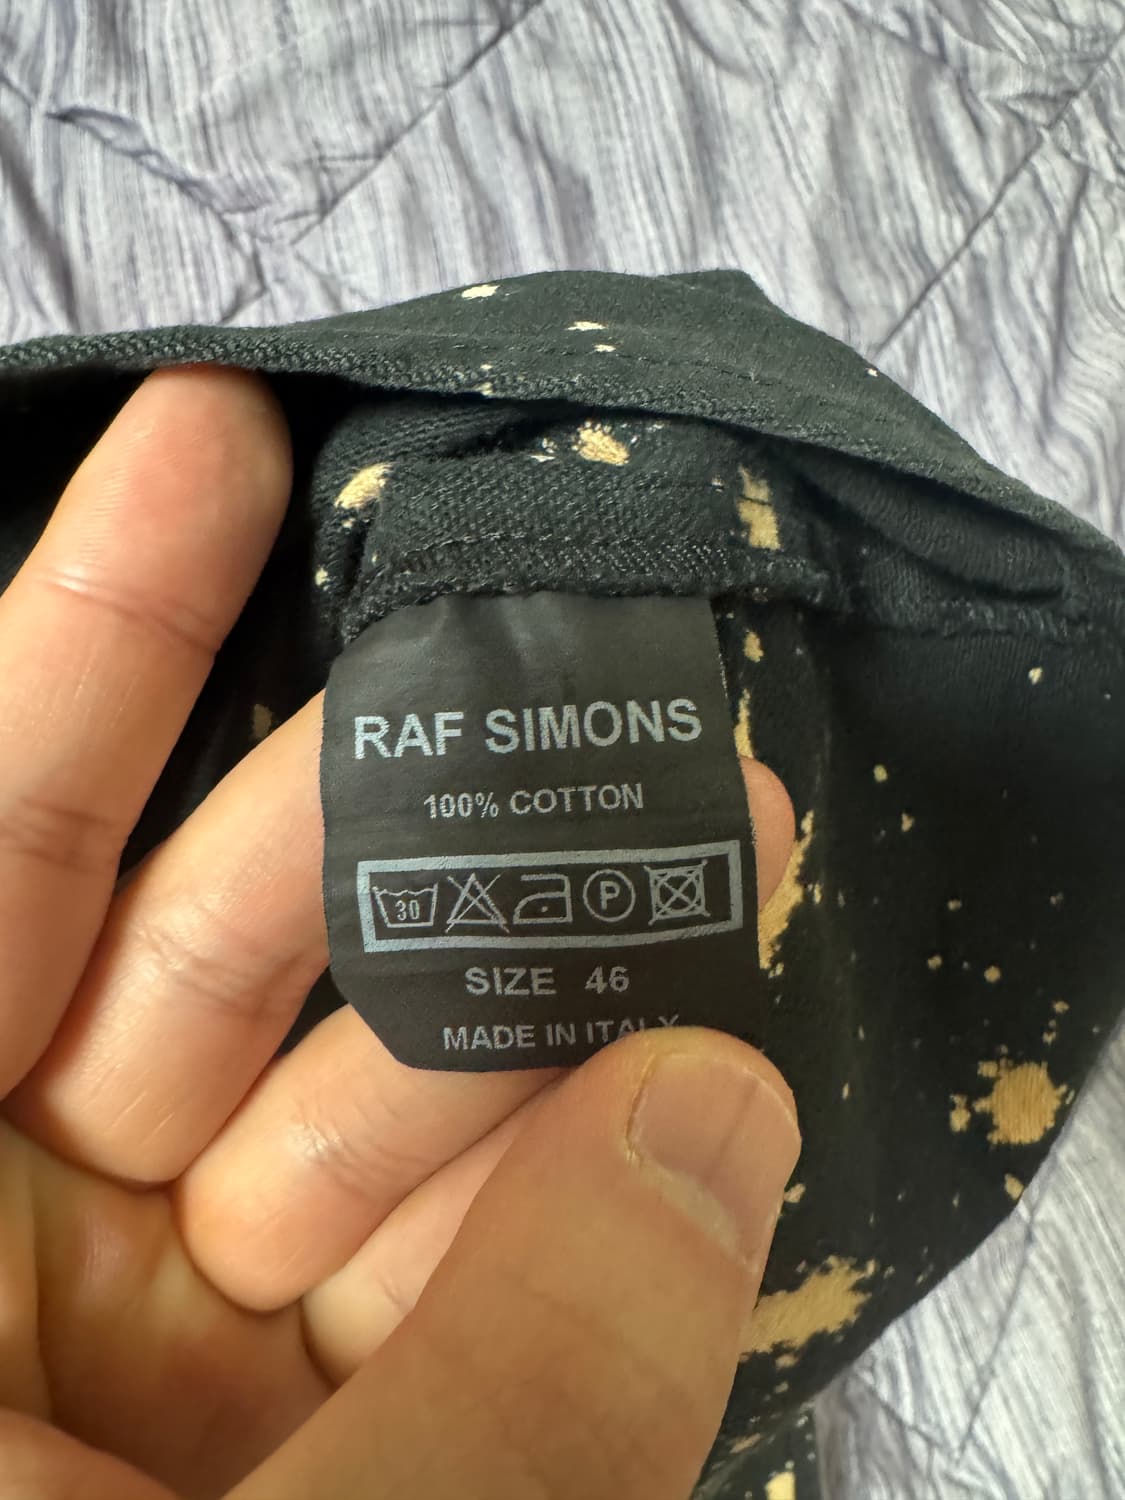 RAF SIMONS
100% COTTON
30 P
SIZE 46
MADE IN ITALY